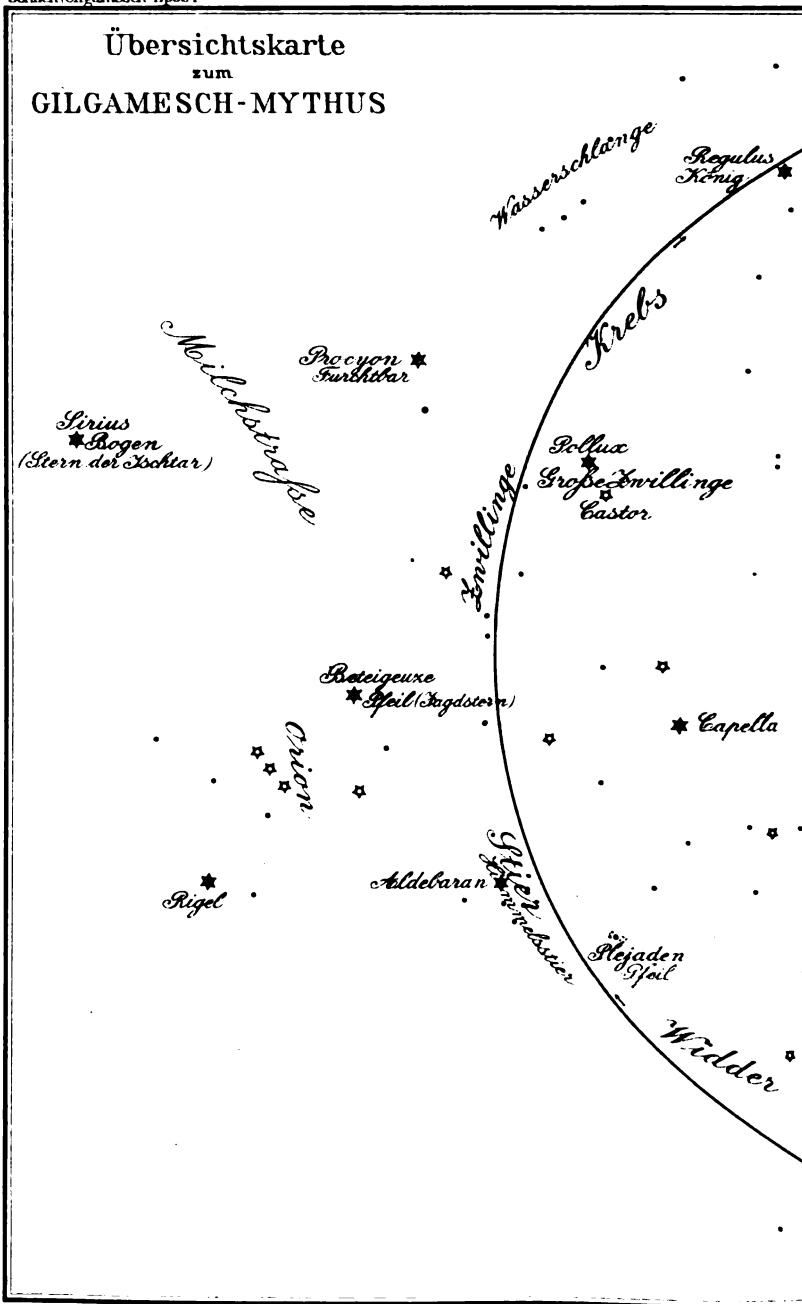 Übersichtskarte
zum
GILGAMESCH-MYTHUS
Wasserschlange
Regulus
König
Krebs
Milchstraße
Procyon
Furchtbar
Sirius
Bogen
(Stern der Ischtar)
Pollux
Große Zwillinge
Castor
Zwillinge
Beteigeuze
Pfeil (Jagdstern)
Capella
Orion
Stier
Himmelsstier
Aldebaran
Rigel
Plejaden
Pfeil
Widder